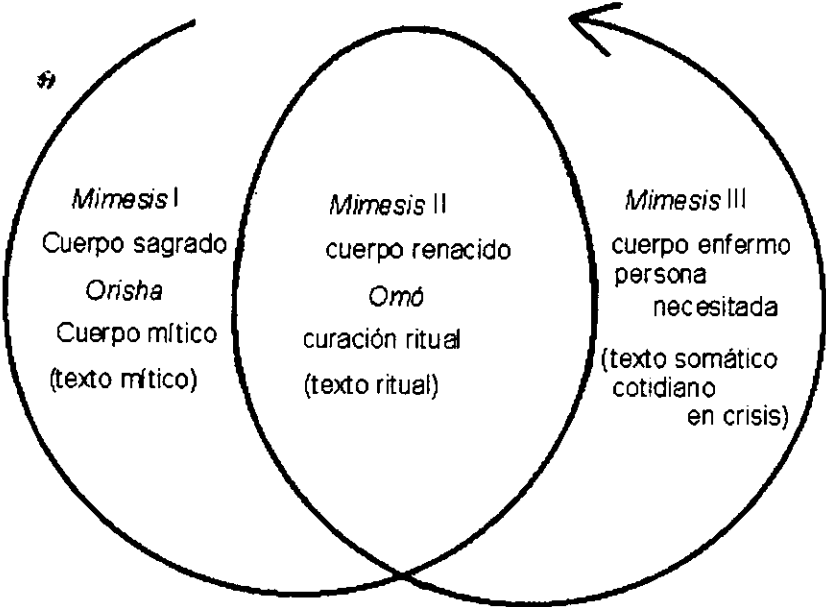 Mimesis I
Cuerpo sagrado
Orisha
Cuerpo mítico
(texto mítico)
Mimesis II
cuerpo renacido
Omó
curación ritual
(texto ritual)
Mimesis III
cuerpo enfermo
persona
necesitada
(texto somático
cotidiano
en crisis)